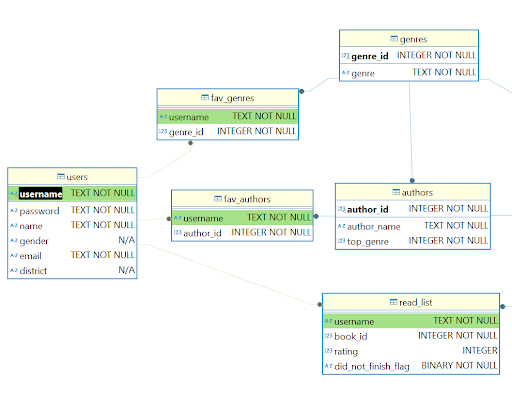 genres
genre_id INTEGER NOT NULL
genre TEXT NOT NULL
fav_genres
username TEXT NOT NULL
genre_id INTEGER NOT NULL
users
username TEXT NOT NULL
password TEXT NOT NULL
name TEXT NOT NULL
gender N/A
email TEXT NOT NULL
district N/A
fav_authors
username TEXT NOT NULL
author_id INTEGER NOT NULL
authors
author_id INTEGER NOT NULL
author_name TEXT NOT NULL
top_genre INTEGER NOT NULL
read_list
username TEXT NOT NULL
book_id INTEGER NOT NULL
rating INTEGER
did_not_finish_flag BINARY NOT NULL